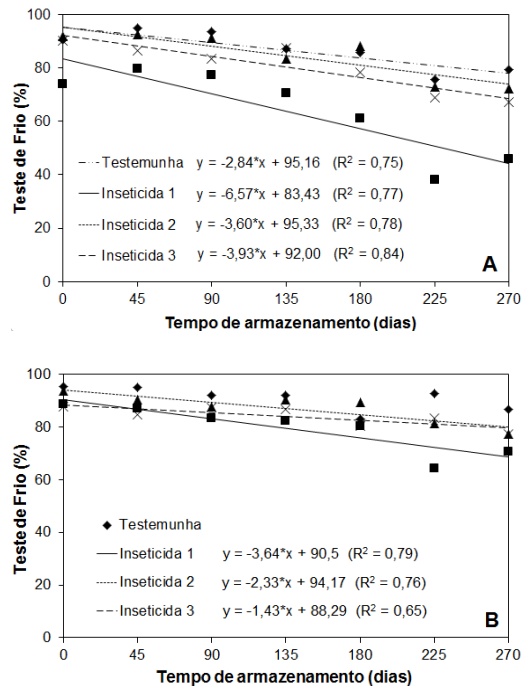 100
80
60
40
20
0
Teste de Frio (%)
Testemunha y = -2,84*x + 95,16 (R² = 0,75)
Inseticida 1 y = -6,57*x + 83,43 (R² = 0,77)
Inseticida 2 y = -3,60*x + 95,33 (R² = 0,78)
Inseticida 3 y = -3,93*x + 92,00 (R² = 0,84)
A
0 45 90 135 180 225 270
Tempo de armazenamento (dias)
100
80
60
40
20
0
Teste de Frio (%)
Testemunha
Inseticida 1 y = -3,64*x + 90,5 (R² = 0,79)
Inseticida 2 y = -2,33*x + 94,17 (R² = 0,76)
Inseticida 3 y = -1,43*x + 88,29 (R² = 0,65)
B
0 45 90 135 180 225 270
Tempo de armazenamento (dias)